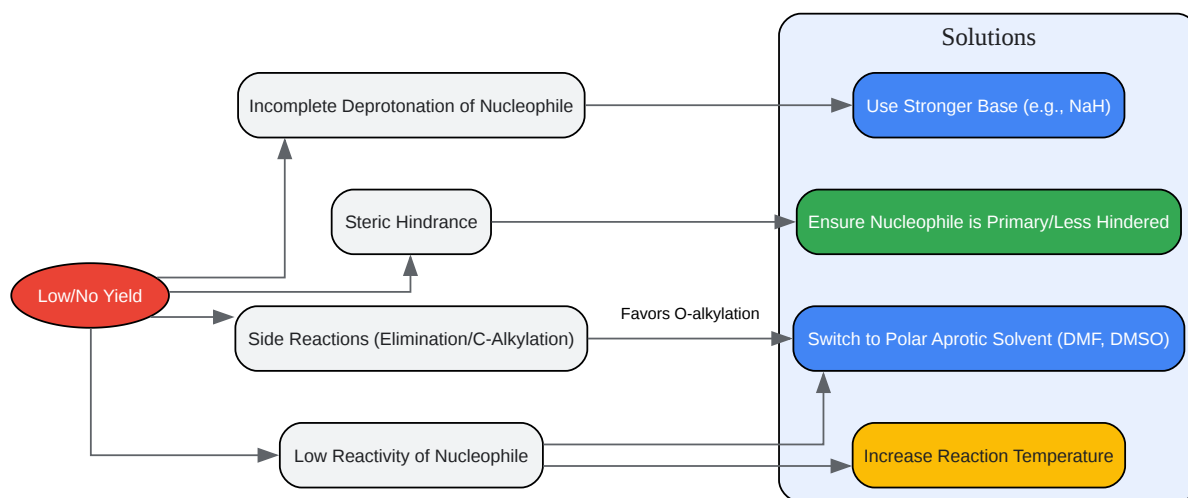 Solutions
Incomplete Deprotonation of Nucleophile
Use Stronger Base (e.g., NaH)
Steric Hindrance
Ensure Nucleophile is Primary/Less Hindered
Low/No Yield
Side Reactions (Elimination/C-Alkylation)
Favors O-alkylation
Switch to Polar Aprotic Solvent (DMF, DMSO)
Low Reactivity of Nucleophile
Increase Reaction Temperature